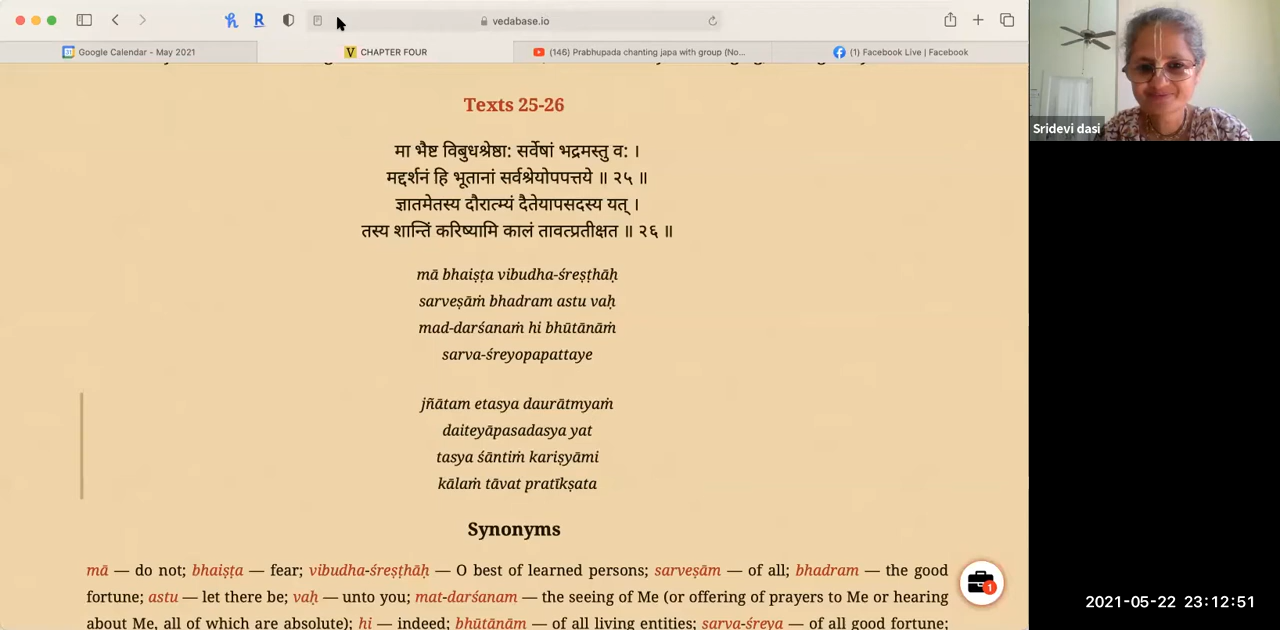 vedabase.io
Google Calendar - May 2021
CHAPTER FOUR
(146) Prabhupada chanting japa with group (No...
(1) Facebook Live | Facebook
Texts 25-26
मा भैष्ट विबुधश्रेष्ठा: सर्वेषां भद्रमस्तु व: ।
मद्दर्शनं हि भूतानां सर्वश्रेयोपपत्तये ॥ २५ ॥
ज्ञातमेतस्य दौरात्म्यं दैतेयापसदस्य यत् ।
तस्य शान्तिं करिष्यामि कालं तावत्प्रतीक्षत ॥ २६ ॥
mā bhaiṣṭa vibudha-śreṣṭhāḥ
sarveṣāṁ bhadram astu vaḥ
mad-darśanaṁ hi bhūtānāṁ
sarva-śreyopapattaye
jñātam etasya daurātmyaṁ
daiteyāpasadasya yat
tasya śāntiṁ kariṣyāmi
kālaṁ tāvat pratīkṣata
Synonyms
mā — do not; bhaiṣṭa — fear; vibudha-śreṣṭhāḥ — O best of learned persons; sarveṣām — of all; bhadram — the good
fortune; astu — let there be; vaḥ — unto you; mat-darśanam — the seeing of Me (or offering of prayers to Me or hearing
about Me, all of which are absolute); hi — indeed; bhūtānām — of all living entities; sarva-śreya — of all good fortune;
1
Sridevi dasi
2021-05-22 23:12:51